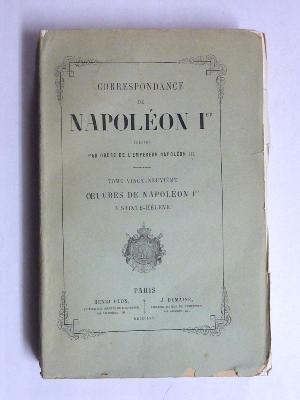 CORRESPONDANCE
DE
NAPOLÉON Ier
PUBLIÉE
PAR ORDRE DE L'EMPEREUR NAPOLÉON III
TOME VINGT-NEUVIÈME
ŒUVRES DE NAPOLÉON Ier
A SAINTE-HÉLÈNE
PARIS
HENRI PLON, J. DUMAINE,